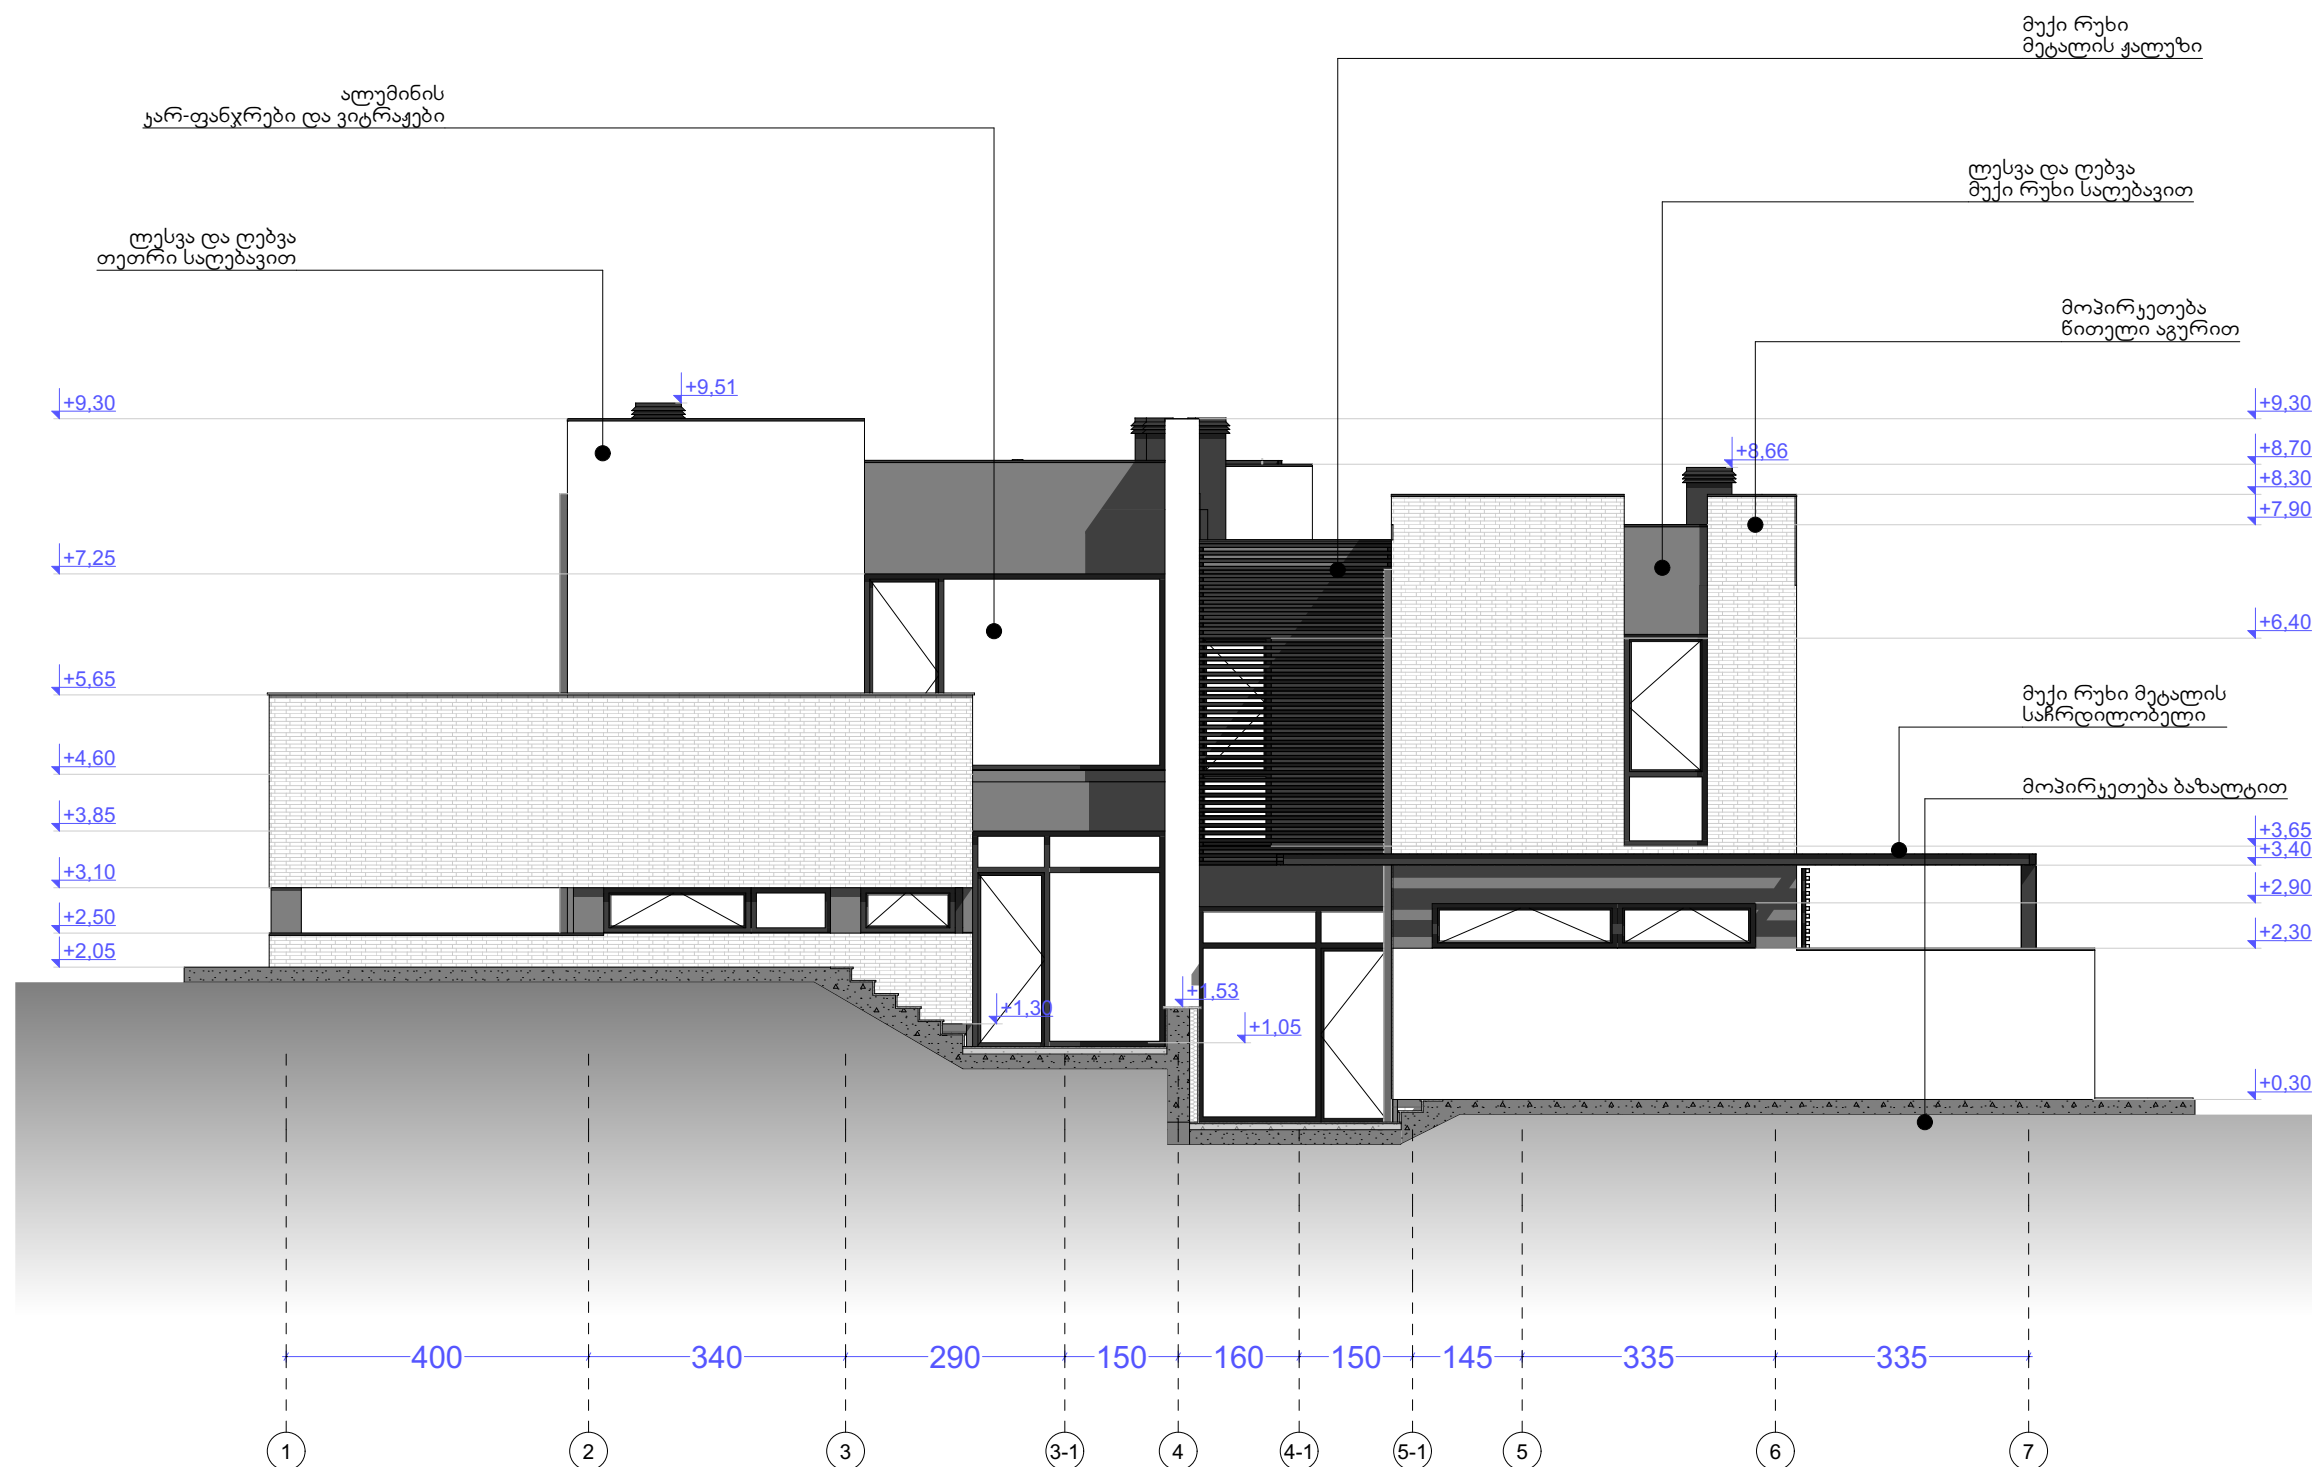 მუქი რუხი
მეტალის ჟალუზი
ალუმინის
კარ-ფანჯრები და ვიტრაჟები
ლესვა და ღებვა
მუქი რუხი საღებავით
ლესვა და ღებვა
თეთრი საღებავით
მოპირკეთება
წითელი აგურით
+9,51
+9,30
+9,30
+8,70
+8,66
+8,30
+7,90
+7,25
+6,40
+5,65
მუქი რუხი მეტალის
საჩრდილობელი
+4,60
მოპირკეთება ბაზალტით
+3,85
+3,65
+3,40
+3,10
+2,90
+2,50
+2,30
+2,05
+1,53
+1,30
+1,05
+0,30
400 340 290 150 160 150 145 335 335
1 2 3 3-1 4 4-1 5-1 5 6 7